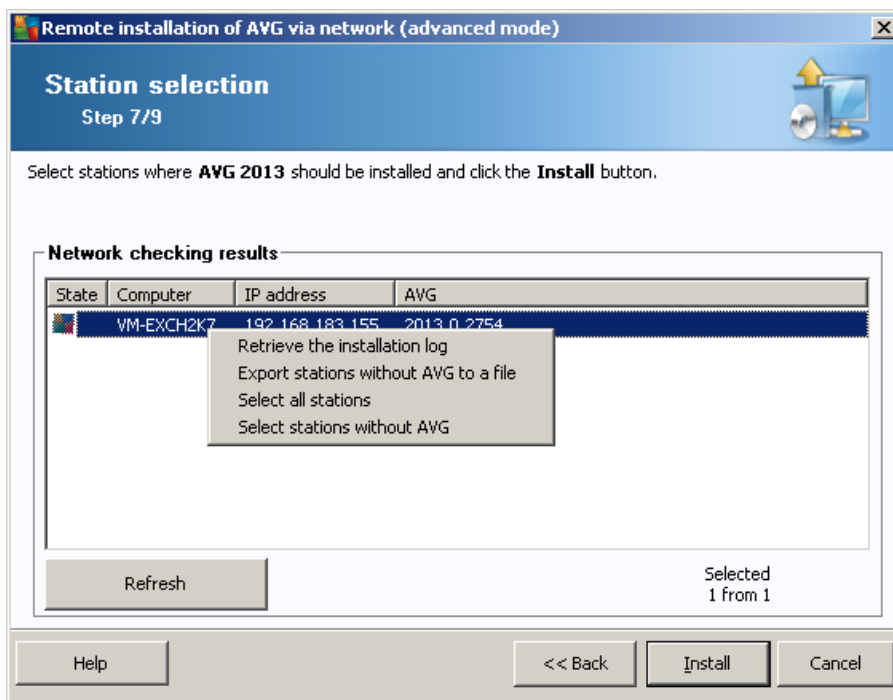 Remote installation of AVG via network (advanced mode)
Station selection
Step 7/9
Select stations where AVG 2013 should be installed and click the Install button.
Network checking results
State Computer IP address AVG
VM-EXCH2K7 192.168.183.155 2013.0.2754
Retrieve the installation log
Export stations without AVG to a file
Select all stations
Select stations without AVG
Refresh
Selected
1 from 1
Help << Back Install Cancel